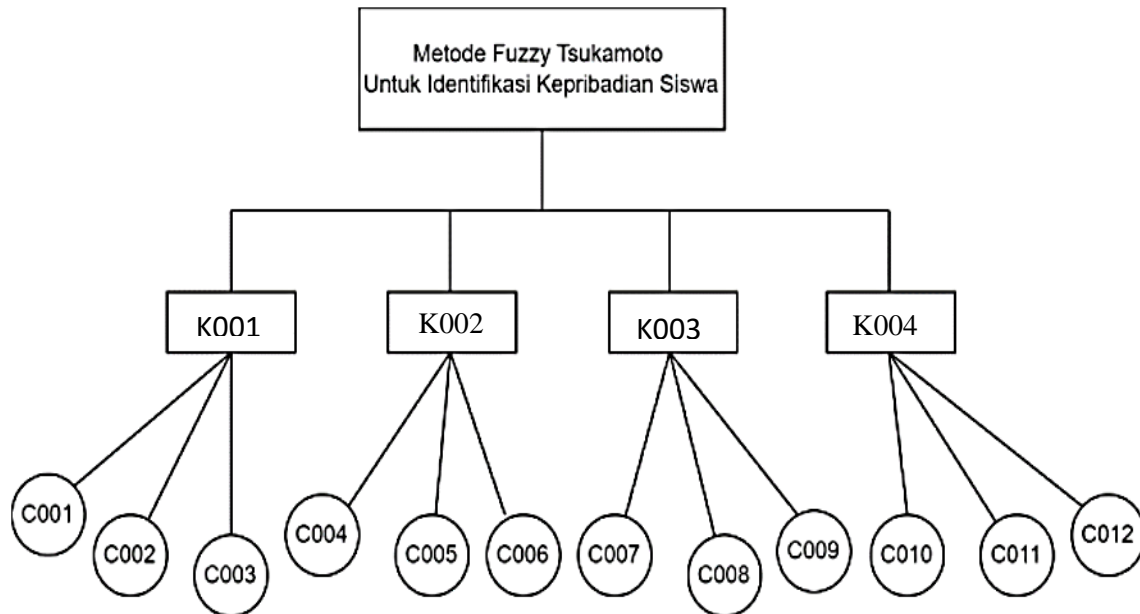 Metode Fuzzy Tsukamoto
Untuk Identifikasi Kepribadian Siswa
K001
K002
K003
K004
C001
C002
C003
C004
C005
C006
C007
C008
C009
C010
C011
C012